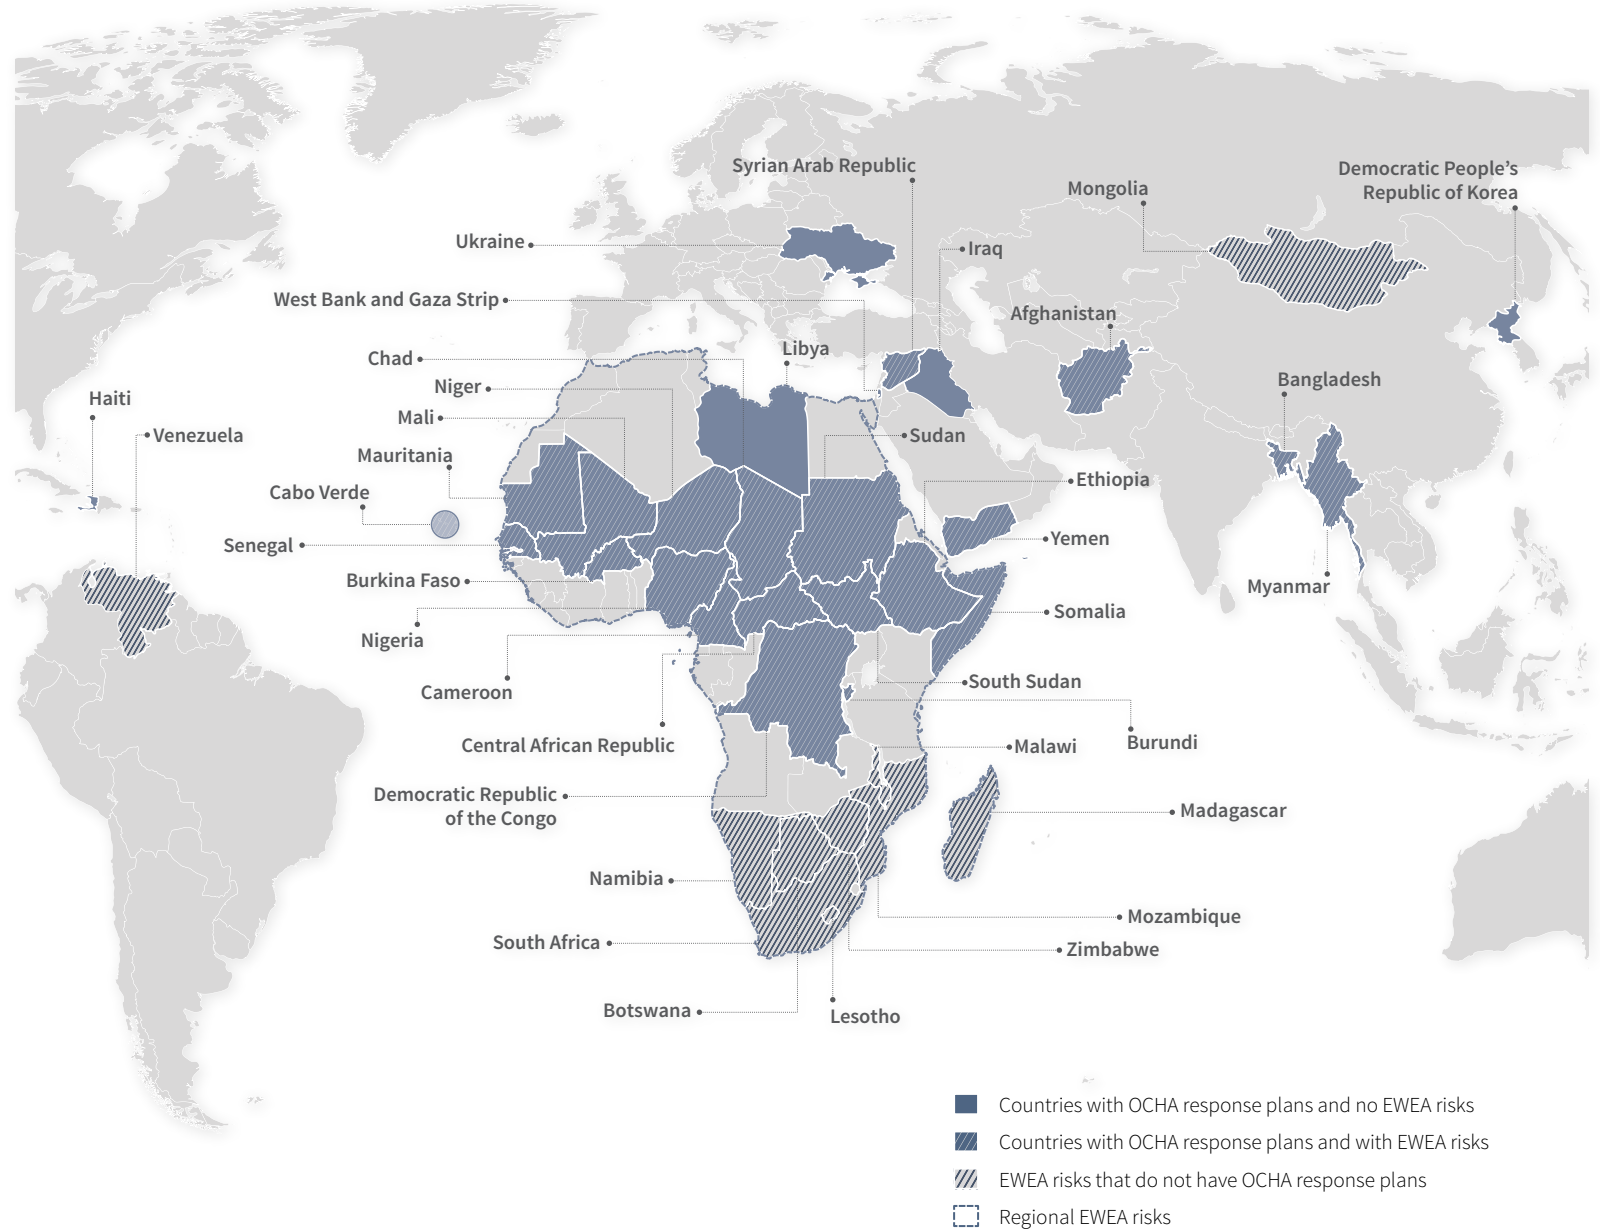 Syrian Arab Republic
Democratic People’s
Republic of Korea
Mongolia
Ukraine
Iraq
West Bank and Gaza Strip
Afghanistan
Libya
Chad
Bangladesh
Niger
Haiti
Mali
Venezuela
Sudan
Mauritania
Ethiopia
Cabo Verde
Yemen
Senegal
Burkina Faso
Myanmar
Somalia
Nigeria
South Sudan
Cameroon
Central African Republic
Burundi
Malawi
Democratic Republic
of the Congo
Madagascar
Namibia
Mozambique
South Africa
Zimbabwe
Botswana
Lesotho
Countries with OCHA response plans and no EWEA risks
Countries with OCHA response plans and with EWEA risks
EWEA risks that do not have OCHA response plans
Regional EWEA risks